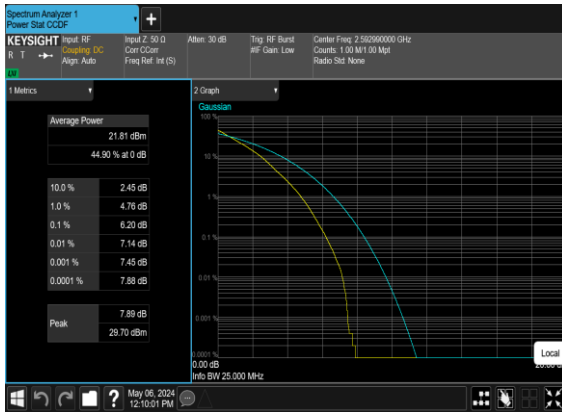 Spectrum Analyzer 1
Power Stat CCDF
KEYSIGHT
R T
LXI
Input: RF
Coupling: DC
Align: Auto
Input Z: 50 Ω
Corr CCorr
Freq Ref: Int (S)
Atten: 30 dB
Trig: RF Burst
#IF Gain: Low
Center Freq: 2.592990000 GHz
Counts: 1.00 M/1.00 Mpt
Radio Std: None
1 Metrics
Average Power
21.81 dBm
44.90 % at 0 dB
10.0 % 2.45 dB
1.0 % 4.76 dB
0.1 % 6.20 dB
0.01 % 7.14 dB
0.001 % 7.45 dB
0.0001 % 7.88 dB
Peak
7.89 dB
29.70 dBm
2 Graph
Gaussian
100 %
10 %
1 %
0.1 %
0.01 %
0.001 %
0.0001 %
0.00 dB
Info BW 25.000 MHz
Local
May 06, 2024
12:10:01 PM